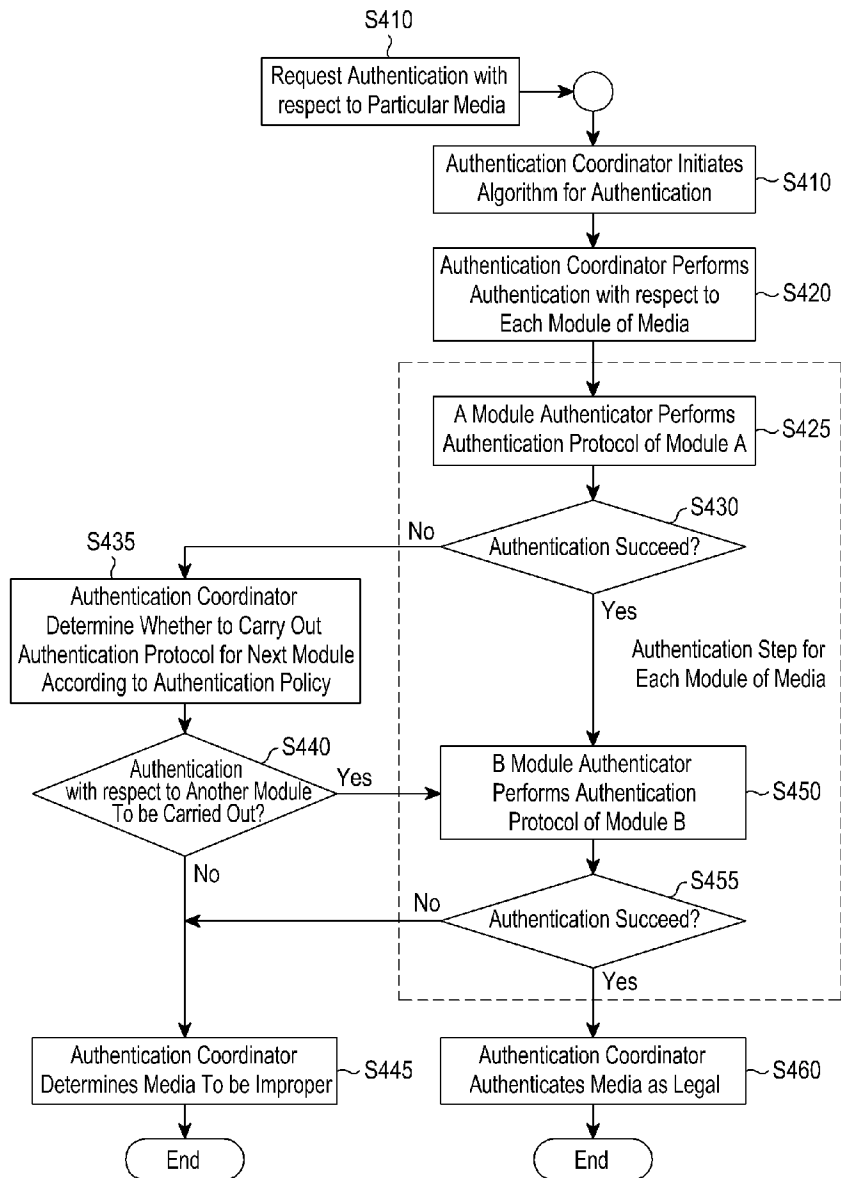 S410
Request Authentication with
respect to Particular Media
Authentication Coordinator Initiates
Algorithm for Authentication
S410
Authentication Coordinator Performs
Authentication with respect to
Each Module of Media
S420
A Module Authenticator Performs
Authentication Protocol of Module A
S425
S430
Authentication Succeed?
No
Yes
S435
Authentication Coordinator
Determine Whether to Carry Out
Authentication Protocol for Next Module
According to Authentication Policy
Authentication Step for
Each Module of Media
S440
Authentication
with respect to Another Module
To be Carried Out?
Yes
No
B Module Authenticator
Performs Authentication
Protocol of Module B
S450
S455
Authentication Succeed?
No
Yes
Authentication Coordinator
Determines Media To be Improper
S445
Authentication Coordinator
Authenticates Media as Legal
S460
End
End